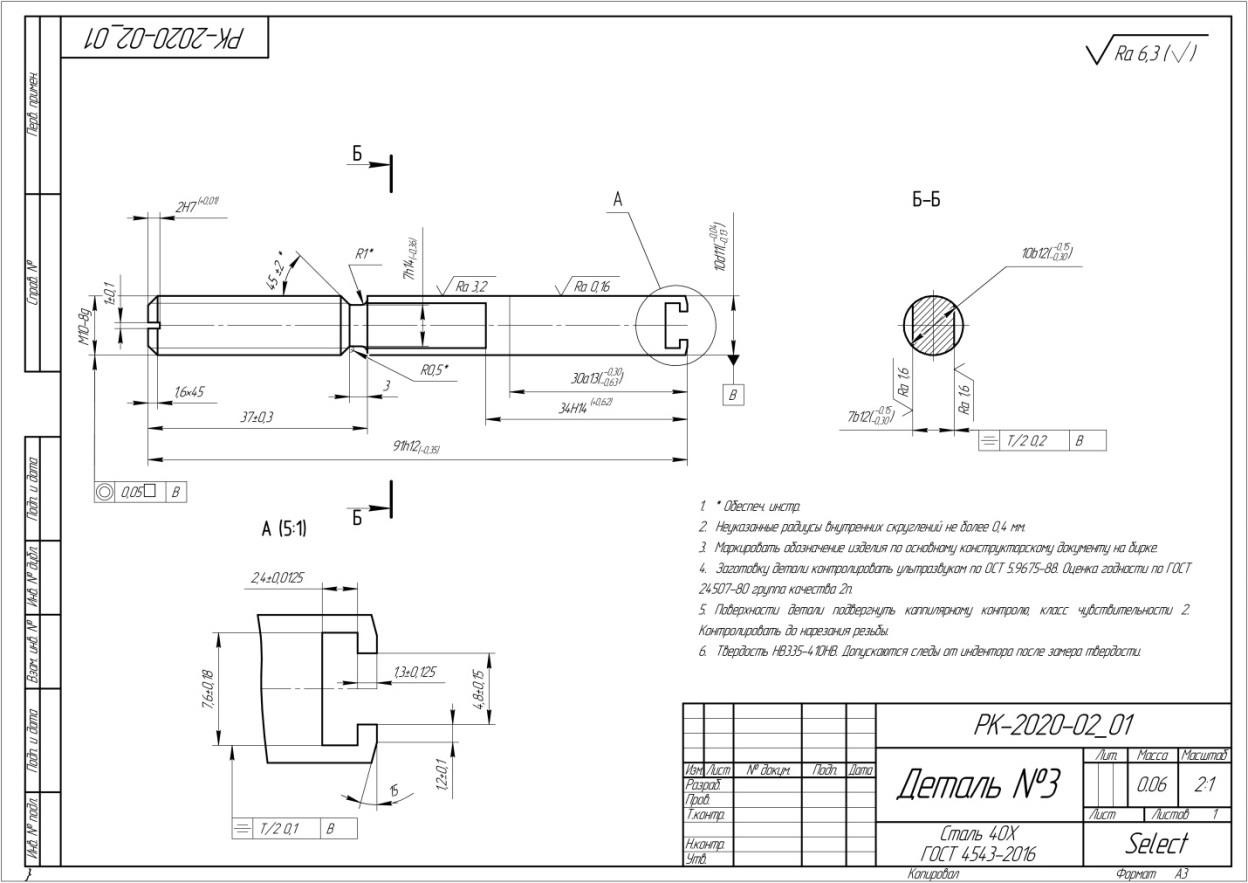 РК-2020-02_01
√Ra 6,3 (√)
Перв. примен.
Справ. №
Подп. и дата
Инв. № дубл.
Взам. инв. №
Подп. и дата
Инв. № подл.
Б
А
Б-Б
2H7(+0,01)
45 ±2 °*
R1*
7h14(-0,36)
Ra 3,2
Ra 0,16
10d11(-0,04 -0,13)
10b12(-0,15 -0,30)
1±0,1
M10-8g
R0,5*
3
1,6×45
37±0,3
91h12(-0,35)
30a13(-0,30 -0,63)
34H14 (+0,62)
В
Ra 1,6
Ra 1,6
7b12(-0,15 -0,30)
T/2 0,2 В
0,05 В
Б
А (5:1)
2,4±0,0125
7,6±0,18
1,3±0,125
4,8±0,15
1,2±0,1
15
T/2 0,1 В
1. * Обеспеч. инстр.
2. Неуказанные радиусы внутренних скруглений не более 0,4 мм.
3. Маркировать обозначение изделия по основному конструкторскому документу на бирке.
4. Заготовку детали контролировать ультразвуком по ОСТ 5.9675-88. Оценка годности по ГОСТ
24507-80 группа качества 2п.
5. Поверхности детали подвергнуть каппилярному контролю, класс чувствительности 2.
Контролировать до нарезания резьбы.
6. Твердость HB335-410HB. Допускаются следы от индентора после замера твердости.
РК-2020-02_01
Изм. Лист № докум. Подп. Дата
Разраб.
Пров.
Т.контр.
Н.контр.
Утв.
Деталь №3
Лит. Масса Масштаб
0.06 2:1
Лист Листов 1
Сталь 40Х
ГОСТ 4543-2016
Select
Копировал Формат А3